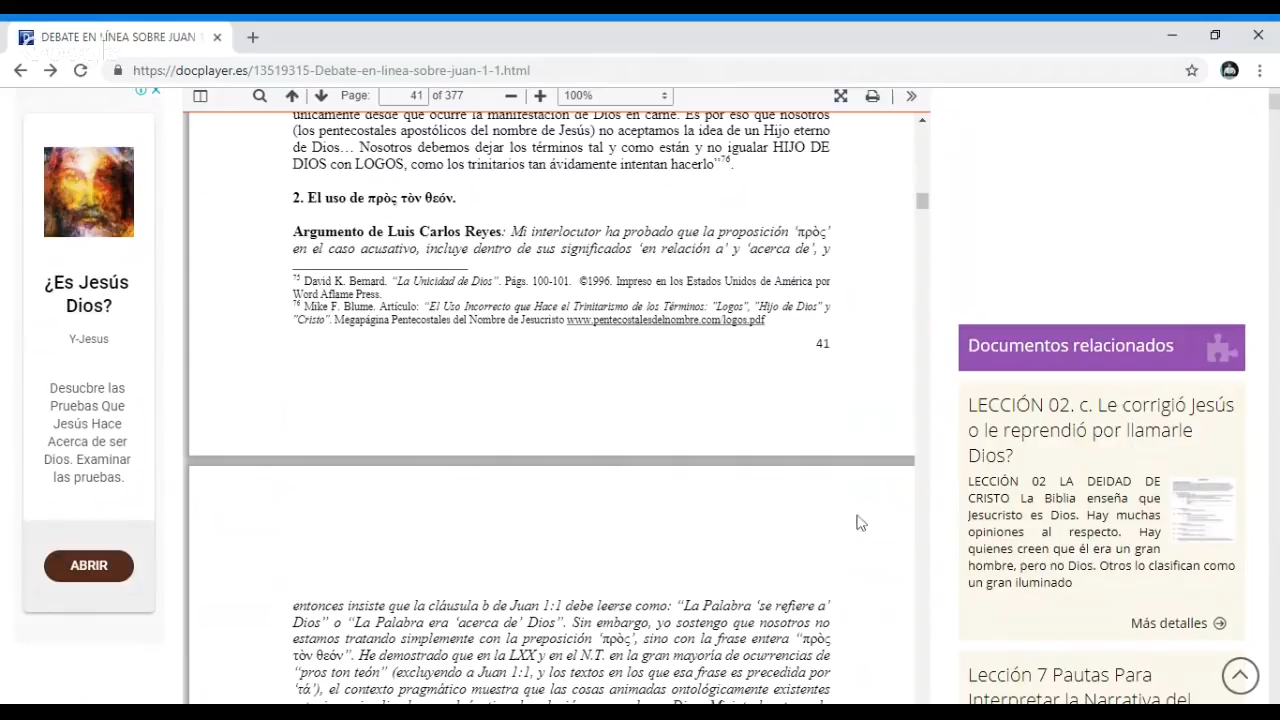 DEBATE EN LÍNEA SOBRE JUAN 1
https://docplayer.es/13519315-Debate-en-linea-sobre-juan-1-1.html
Page: 41 of 377
100%
únicamente desde que ocurre la manifestación de Dios en carne. Es por eso que nosotros
(los pentecostales apostólicos del nombre de Jesús) no aceptamos la idea de un Hijo eterno
de Dios… Nosotros debemos dejar los términos tal y como están y no igualar HIJO DE
DIOS con LOGOS, como los trinitarios tan ávidamente intentan hacerlo”76.
2. El uso de πρὸς τὸν θεόν.
Argumento de Luis Carlos Reyes: Mi interlocutor ha probado que la proposición ‘πρὸς’
en el caso acusativo, incluye dentro de sus significados ‘en relación a’ y ‘acerca de’, y
75 David K. Bernard. “La Unicidad de Dios”. Págs. 100-101. ©1996. Impreso en los Estados Unidos de América por
Word Aflame Press.
76 Mike F. Blume. Artículo: “El Uso Incorrecto que Hace el Trinitarismo de los Términos: "Logos", "Hijo de Dios" y
"Cristo". Megapágina Pentecostales del Nombre de Jesucristo www.pentecostalesdelnombre.com/logos.pdf
41
entonces insiste que la cláusula b de Juan 1:1 debe leerse como: “La Palabra ‘se refiere a’
Dios” o “La Palabra era ‘acerca de’ Dios”. Sin embargo, yo sostengo que nosotros no
estamos tratando simplemente con la preposición ‘πρὸς’, sino con la frase entera “πρὸς
τὸν θεόν”. He demostrado que en la LXX y en el N.T. en la gran mayoría de ocurrencias de
“pros ton teón” (excluyendo a Juan 1:1, y los textos en los que esa frase es precedida por
‘τά’), el contexto pragmático muestra que las cosas animadas ontológicamente existentes
¿Es Jesús
Dios?
Y-Jesus
Desucbre las
Pruebas Que
Jesús Hace
Acerca de ser
Dios. Examinar
las pruebas.
ABRIR
Documentos relacionados
LECCIÓN 02. c. Le corrigió Jesús
o le reprendió por llamarle
Dios?
LECCIÓN 02 LA DEIDAD DE
CRISTO La Biblia enseña que
Jesucristo es Dios. Hay muchas
opiniones al respecto. Hay
quienes creen que él era un gran
hombre, pero no Dios. Otros lo clasifican como
un gran iluminado
Más detalles
Lección 7 Pautas Para
Interpretar la Narrativa del